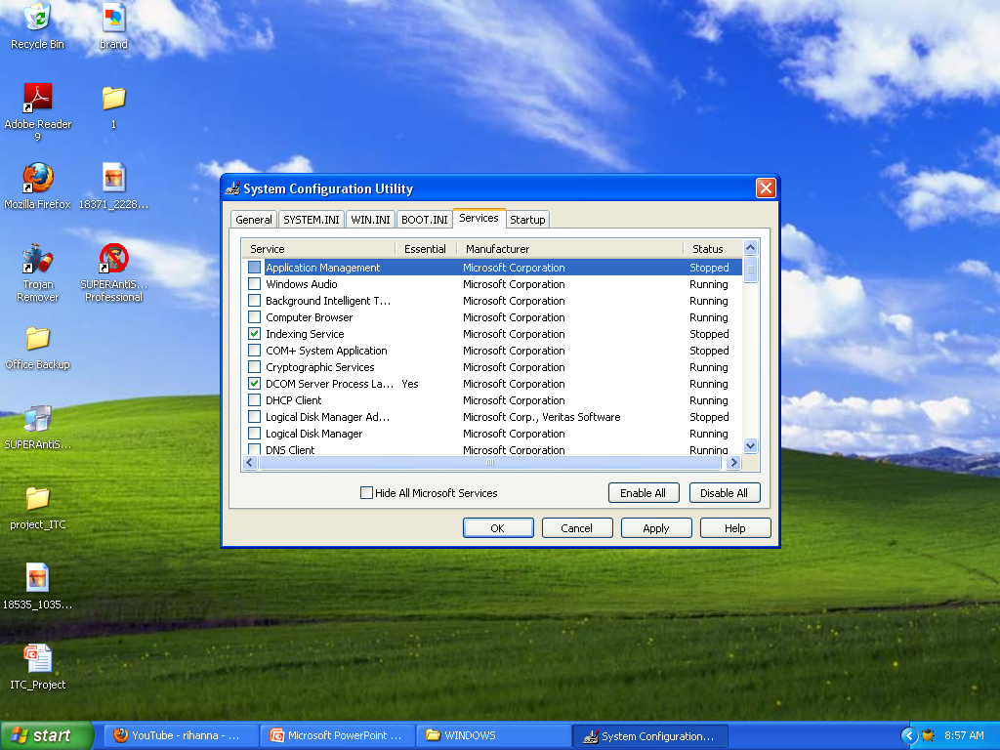 Recycle Bin
brand
Adobe Reader
9
1
Mozilla Firefox
18371_2228...
Trojan
Remover
SUPERAntiS...
Professional
Office Backup
SUPERAntiS...
project_ITC
18535_1035...
ITC_Project
System Configuration Utility
General SYSTEM.INI WIN.INI BOOT.INI Services Startup
Service Essential Manufacturer Status
Application Management Microsoft Corporation Stopped
Windows Audio Microsoft Corporation Running
Background Intelligent T... Microsoft Corporation Running
Computer Browser Microsoft Corporation Running
Indexing Service Microsoft Corporation Stopped
COM+ System Application Microsoft Corporation Stopped
Cryptographic Services Microsoft Corporation Running
DCOM Server Process La... Yes Microsoft Corporation Running
DHCP Client Microsoft Corporation Running
Logical Disk Manager Ad... Microsoft Corp., Veritas Software Stopped
Logical Disk Manager Microsoft Corporation Running
DNS Client Microsoft Corporation Running
Hide All Microsoft Services Enable All Disable All
OK Cancel Apply Help
start YouTube - rihanna - ... Microsoft PowerPoint ... WINDOWS System Configuration... 8:57 AM